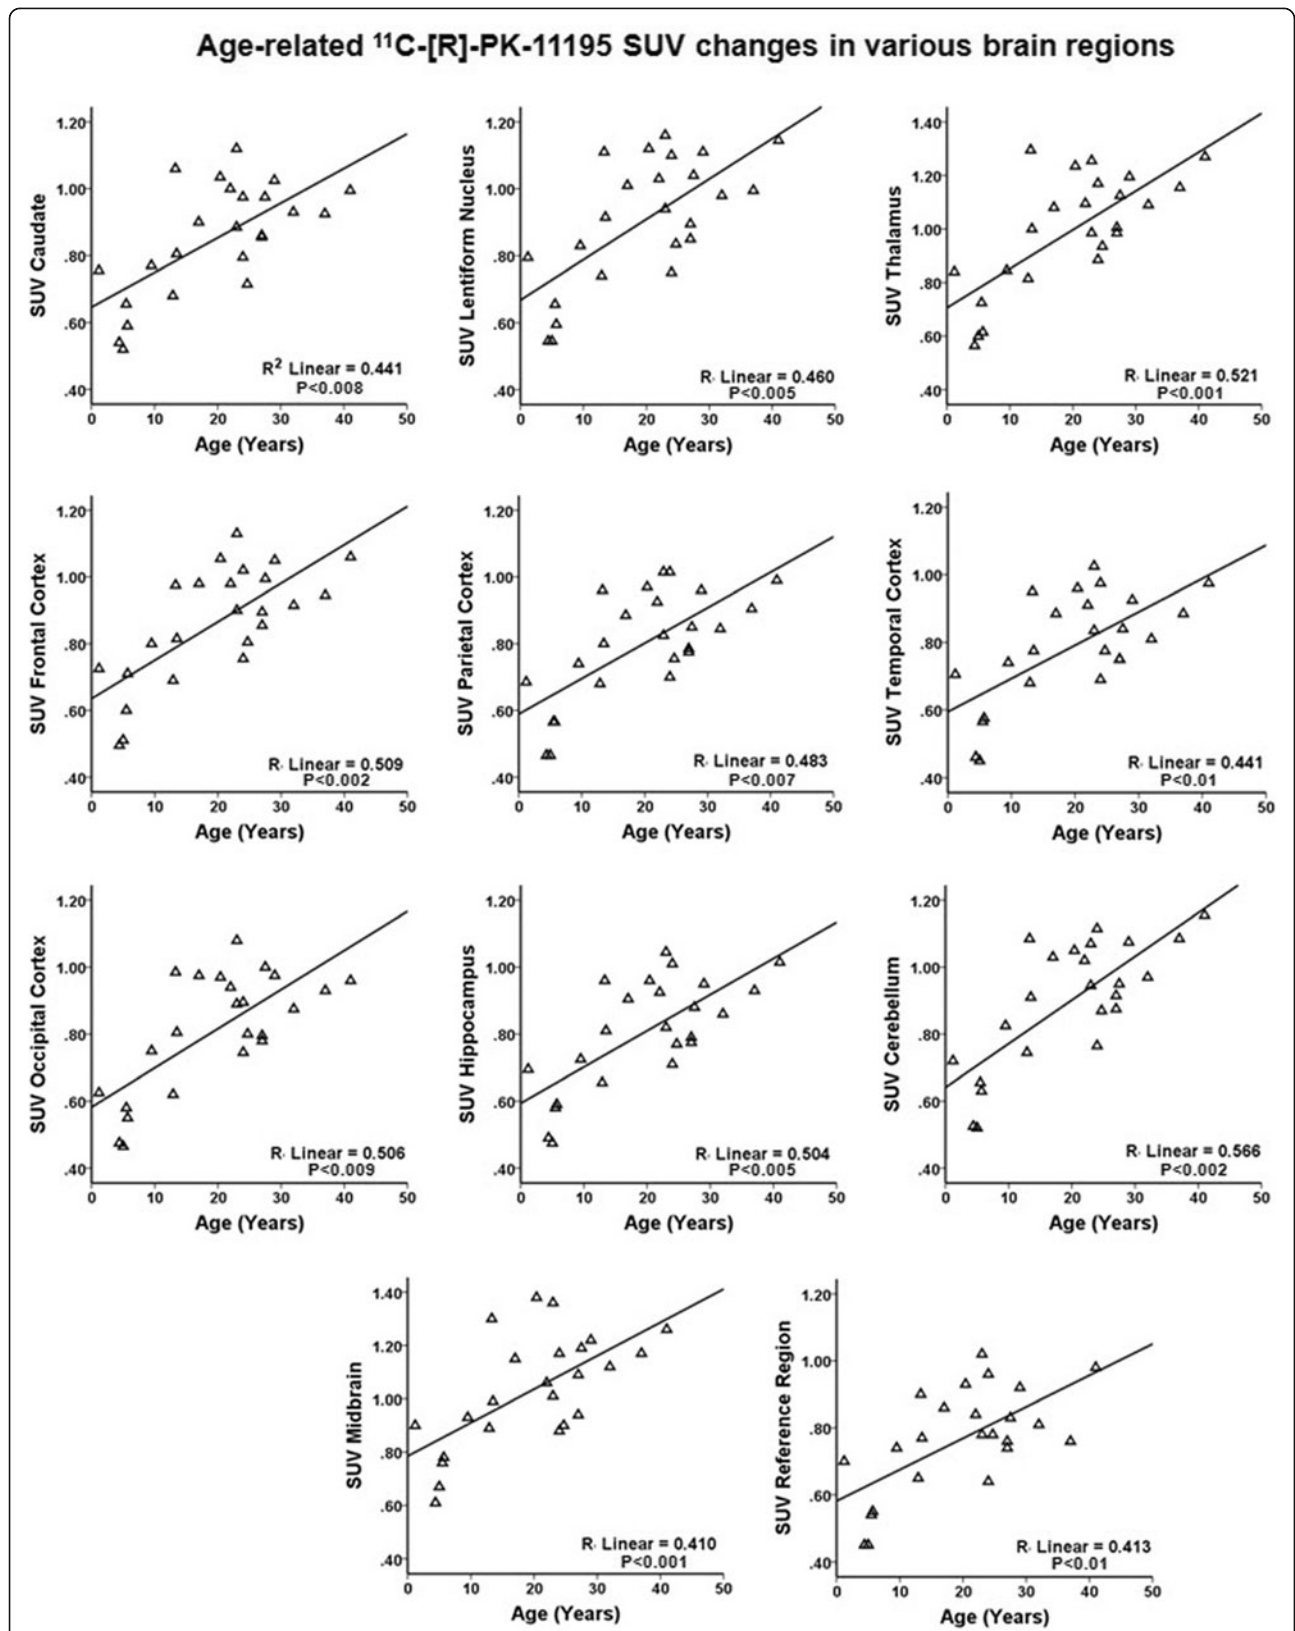 Age-related ¹¹C-[R]-PK-11195 SUV changes in various brain regions
SUV Caudate
1.20
1.00
.80
.60
.40
R² Linear = 0.441
P<0.008
0 10 20 30 40 50
Age (Years)
SUV Lentiform Nucleus
1.20
1.00
.80
.60
.40
R Linear = 0.460
P<0.005
0 10 20 30 40 50
Age (Years)
SUV Thalamus
1.40
1.20
1.00
.80
.60
.40
R Linear = 0.521
P<0.001
0 10 20 30 40 50
Age (Years)
SUV Frontal Cortex
1.20
1.00
.80
.60
.40
R Linear = 0.509
P<0.002
0 10 20 30 40 50
Age (Years)
SUV Parietal Cortex
1.20
1.00
.80
.60
.40
R Linear = 0.483
P<0.007
0 10 20 30 40 50
Age (Years)
SUV Temporal Cortex
1.20
1.00
.80
.60
.40
R Linear = 0.441
P<0.01
0 10 20 30 40 50
Age (Years)
SUV Occipital Cortex
1.20
1.00
.80
.60
.40
R Linear = 0.506
P<0.009
0 10 20 30 40 50
Age (Years)
SUV Hippocampus
1.20
1.00
.80
.60
.40
R Linear = 0.504
P<0.005
0 10 20 30 40 50
Age (Years)
SUV Cerebellum
1.20
1.00
.80
.60
.40
R Linear = 0.566
P<0.002
0 10 20 30 40 50
Age (Years)
SUV Midbrain
1.40
1.20
1.00
.80
.60
.40
R Linear = 0.410
P<0.001
0 10 20 30 40 50
Age (Years)
SUV Reference Region
1.20
1.00
.80
.60
.40
R Linear = 0.413
P<0.01
0 10 20 30 40 50
Age (Years)